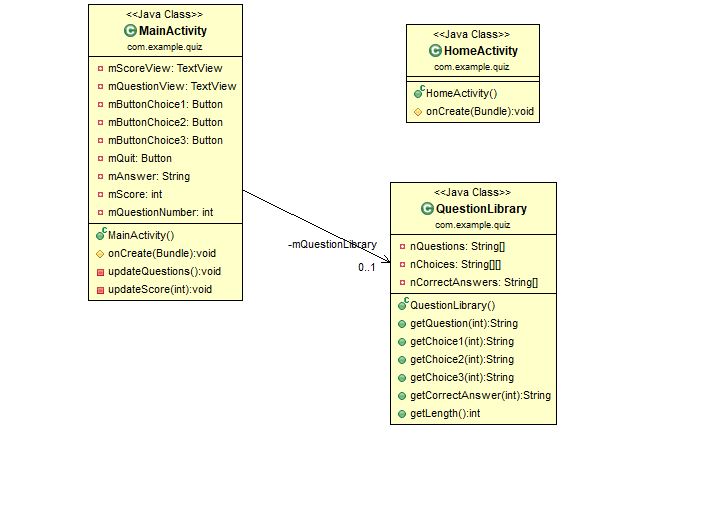 <<Java Class>>
MainActivity
com.example.quiz
mScoreView: TextView
mQuestionView: TextView
mButtonChoice1: Button
mButtonChoice2: Button
mButtonChoice3: Button
mQuit: Button
mAnswer: String
mScore: int
mQuestionNumber: int
MainActivity()
onCreate(Bundle):void
updateQuestions():void
updateScore(int):void
<<Java Class>>
HomeActivity
com.example.quiz
HomeActivity()
onCreate(Bundle):void
-mQuestionLibrary
0..1
<<Java Class>>
QuestionLibrary
com.example.quiz
nQuestions: String[]
nChoices: String[][]
nCorrectAnswers: String[]
QuestionLibrary()
getQuestion(int):String
getChoice1(int):String
getChoice2(int):String
getChoice3(int):String
getCorrectAnswer(int):String
getLength():int